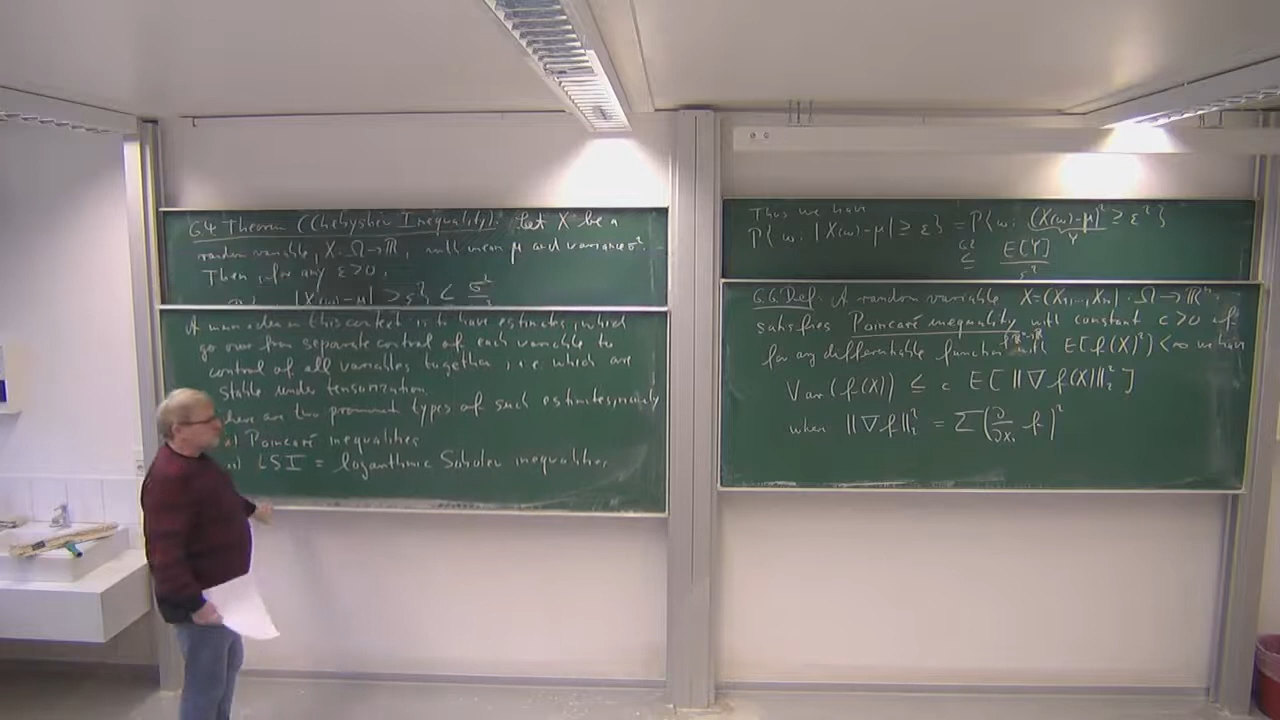 6.4 Theorem (Chebyshev Inequality): Let X be a
random variable, X: Ω→ℝ, with mean μ and variance σ².
Then, for any ε>0,
|X(ω)-μ| ≥ε} ≤ σ²
in this context is to have estimates, which
go over from separate control of each variable to
control of all variables together, i.e. which are
stable under tensorization.
There are two prominent types of such estimates, namely
i) Poincaré inequalities
ii) LSI = logarithmic Sobolev inequalities
Thus we have
P{ω: |X(ω)-μ| ≥ ε} = P{ω: (X(ω)-μ)² ≥ ε²}
Y
≤ E[Y]
ε²
6.6. Def: A random variable X=(X₁,..,Xₙ): Ω→ℝⁿ,
satisfies Poincaré inequality with constant c>0 if
for any differentiable function f:ℝⁿ→ℝ with E[f(X)²]<∞ we have
Var(f(X)) ≤ c E[‖∇f(X)‖₂²]
where ‖∇f‖₂² = Σ(∂/∂xᵢ f)²